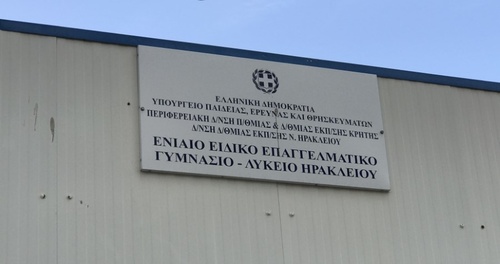 ΕΛΛΗΝΙΚΗ ΔΗΜΟΚΡΑΤΙΑ
ΥΠΟΥΡΓΕΙΟ ΠΑΙΔΕΙΑΣ, ΕΡΕΥΝΑΣ ΚΑΙ ΘΡΗΣΚΕΥΜΑΤΩΝ
ΠΕΡΙΦΕΡΕΙΑΚΗ Δ/ΝΣΗ Π/ΘΜΙΑΣ & Δ/ΘΜΙΑΣ ΕΚΠ/ΣΗΣ ΚΡΗΤΗΣ
Δ/ΝΣΗ Δ/ΘΜΙΑΣ ΕΚΠ/ΣΗΣ Ν. ΗΡΑΚΛΕΙΟΥ
ΕΝΙΑΙΟ ΕΙΔΙΚΟ ΕΠΑΓΓΕΛΜΑΤΙΚΟ
ΓΥΜΝΑΣΙΟ - ΛΥΚΕΙΟ ΗΡΑΚΛΕΙΟΥ